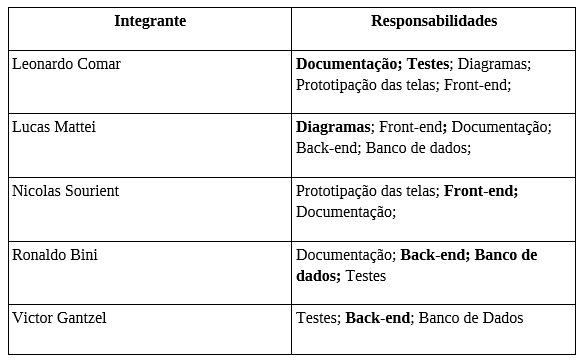 Integrante Responsabilidades
Leonardo Comar Documentação; Testes; Diagramas;
Prototipação das telas; Front-end;
Lucas Mattei Diagramas; Front-end; Documentação;
Back-end; Banco de dados;
Nicolas Sourient Prototipação das telas; Front-end;
Documentação;
Ronaldo Bini Documentação; Back-end; Banco de
dados; Testes
Victor Gantzel Testes; Back-end; Banco de Dados